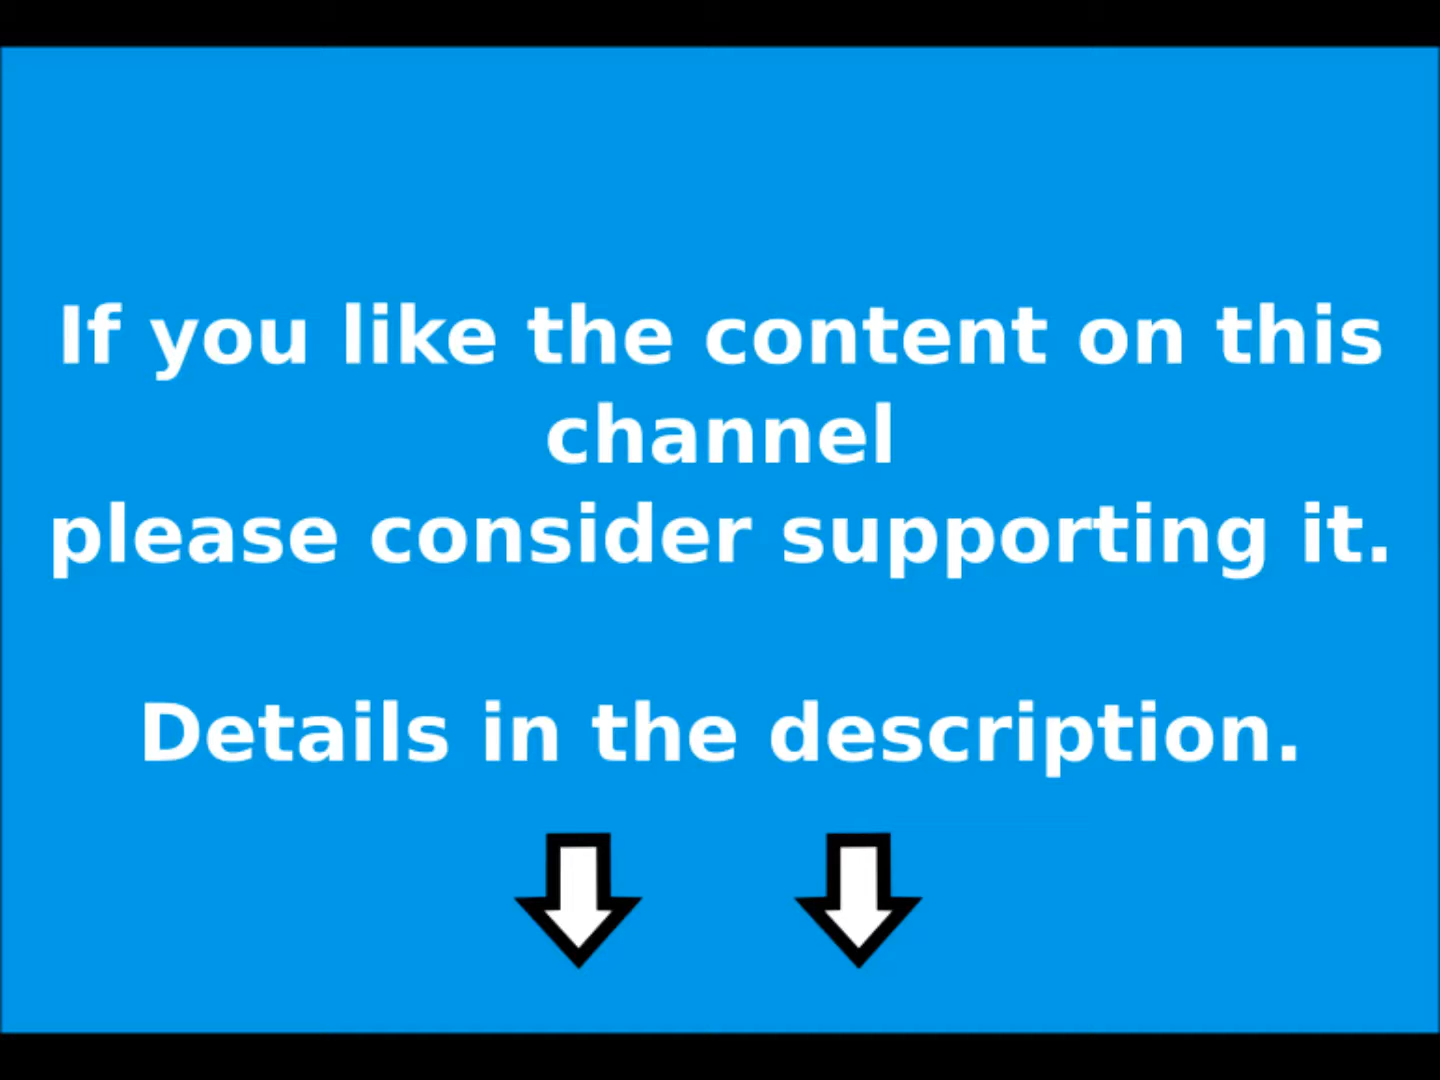 If you like the content on this
channel
please consider supporting it.
Details in the description.